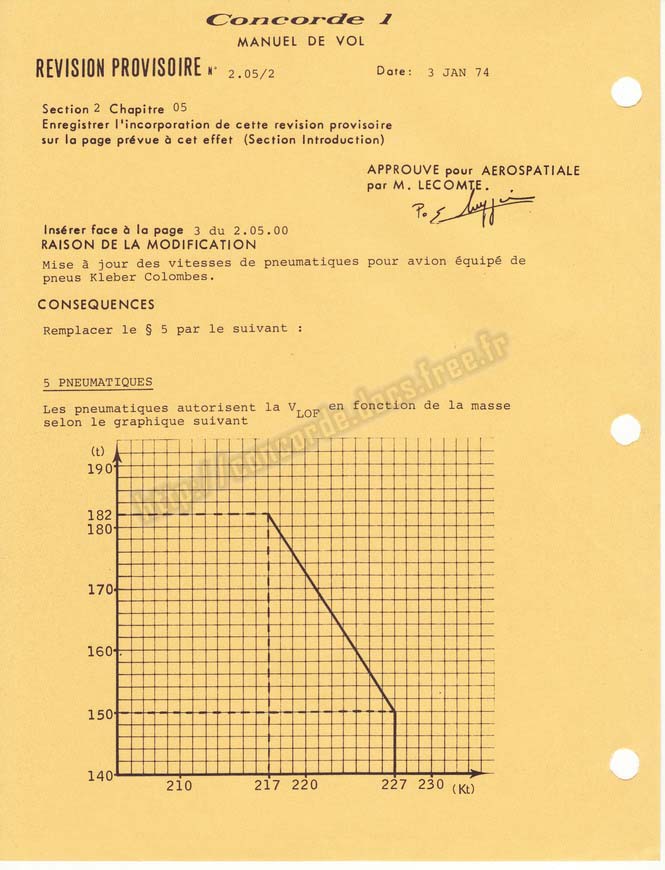 Concorde 1
MANUEL DE VOL
REVISION PROVISOIRE N° 2.05/2 Date: 3 JAN 74
Section 2 Chapitre 05
Enregistrer l'incorporation de cette revision provisoire
sur la page prévue à cet effet (Section Introduction)
APPROUVE pour AEROSPATIALE
par M. LECOMTE.
Insérer face à la page 3 du 2.05.00
RAISON DE LA MODIFICATION
Mise à jour des vitesses de pneumatiques pour avion équipé de
pneus Kleber Colombes.
CONSEQUENCES
Remplacer le § 5 par le suivant :
5 PNEUMATIQUES
Les pneumatiques autorisent la VLOF en fonction de la masse
selon le graphique suivant
(t)
190
182
180
170
160
150
140
210 217 220 227 230 (Kt)
http://concorde.dans.free.fr